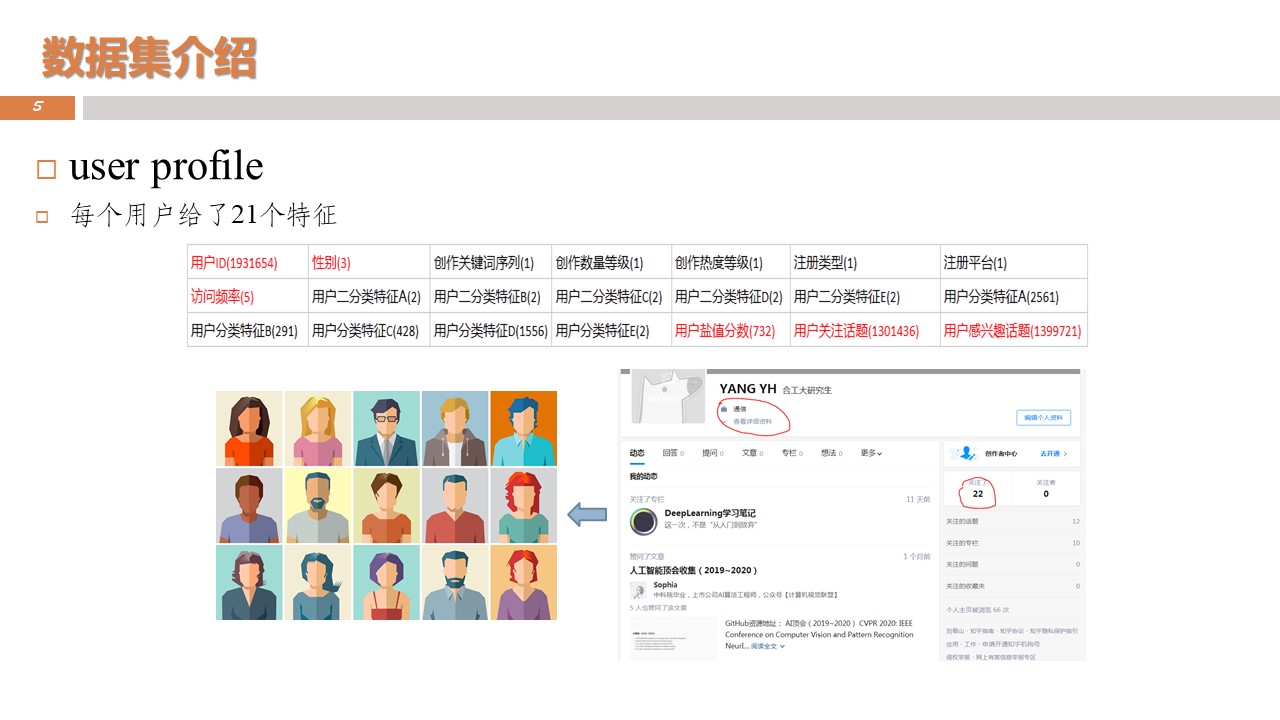 数据集介绍
5
user profile
每个用户给了21个特征
用户ID(1931654) 性别(3) 创作关键词序列(1) 创作数量等级(1) 创作热度等级(1) 注册类型(1) 注册平台(1)
访问频率(5) 用户二分类特征A(2) 用户二分类特征B(2) 用户二分类特征C(2) 用户二分类特征D(2) 用户二分类特征E(2) 用户分类特征A(2561)
用户分类特征B(291) 用户分类特征C(428) 用户分类特征D(1556) 用户分类特征E(2) 用户盐值分数(732) 用户关注话题(1301436) 用户感兴趣话题(1399721)
YANG YH 合工大研究生
通信
查看详细资料
编辑个人资料
动态 回答 0 提问 0 文章 0 专栏 0 想法 0 更多
我的动态
关注了专栏 11 天前
DeepLearning学习笔记
这一次，不是“从入门到放弃”
赞同了文章 1 个月前
人工智能顶会收集（2019~2020）
Sophia
中科院毕业，上市公司AI算法工程师，公众号【计算机视觉联盟】
5 人也赞同了该文章
GitHub资源地址： AI顶会（2019~2020） CVPR 2020: IEEE
Conference on Computer Vision and Pattern Recognition
NeurI... 阅读全文
创作者中心 去开通
关注了 关注者
22 0
关注的话题 12
关注的专栏 10
关注的问题 0
关注的收藏夹 0
个人主页被浏览 66 次
刘看山 · 知乎指南 · 知乎协议 · 知乎隐私保护指引
应用 · 工作 · 申请开通知乎机构号
侵权举报 · 网上有害信息举报专区